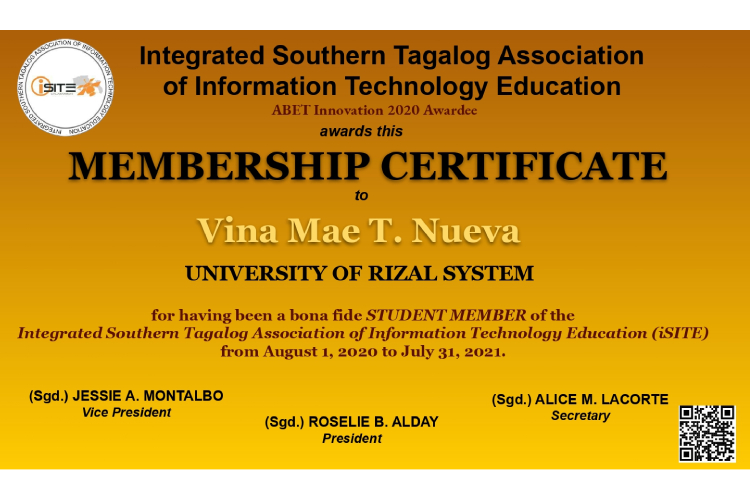 INTEGRATED SOUTHERN TAGALOG ASSOCIATION OF INFORMATION TECHNOLOGY EDUCATION
iSITE
Integrated Southern Tagalog Association
of Information Technology Education
ABET Innovation 2020 Awardee
awards this
MEMBERSHIP CERTIFICATE
to
Vina Mae T. Nueva
UNIVERSITY OF RIZAL SYSTEM
for having been a bona fide STUDENT MEMBER of the
Integrated Southern Tagalog Association of Information Technology Education (iSITE)
from August 1, 2020 to July 31, 2021.
(Sgd.) JESSIE A. MONTALBO
Vice President
(Sgd.) ROSELIE B. ALDAY
President
(Sgd.) ALICE M. LACORTE
Secretary